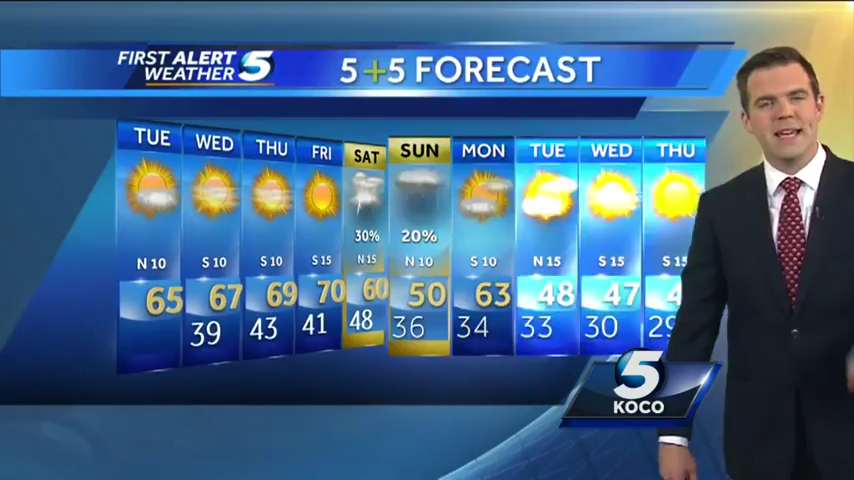 FIRST ALERT
WEATHER 5
5+5 FORECAST
TUE WED THU FRI SAT SUN MON TUE WED THU
30% 20%
N 10 S 10 S 10 S 15 N 15 N 10 S 10 N 15 S 15 S 15
65 67 69 70 60 50 63 48 47 4
39 43 41 48 36 34 33 30 29
5
KOCO